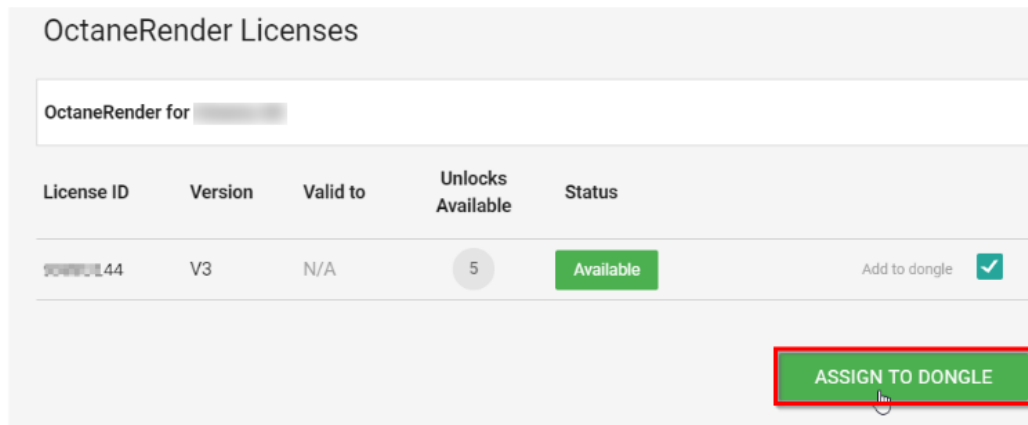 OctaneRender Licenses
OctaneRender for
License ID Version Valid to Unlocks Available Status
44 V3 N/A 5 Available Add to dongle
ASSIGN TO DONGLE